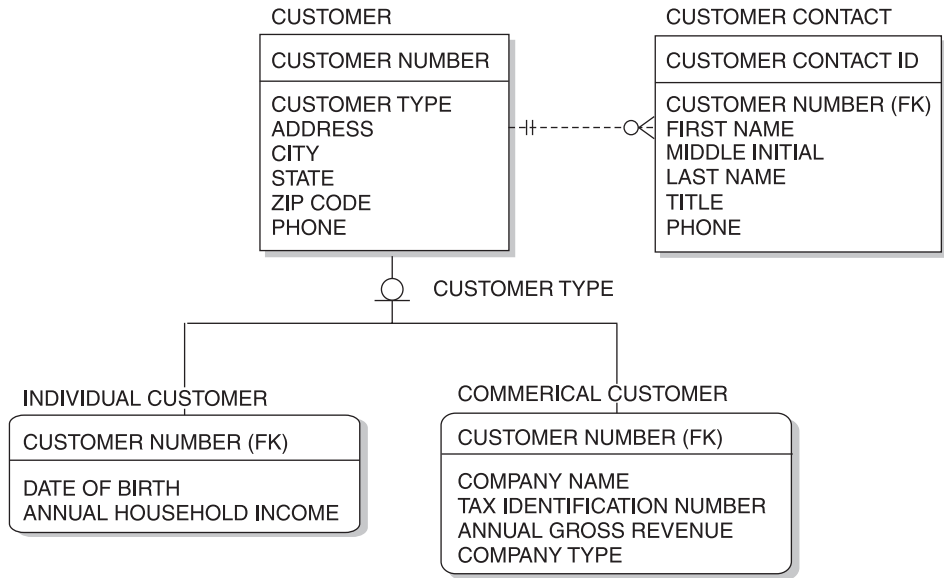 CUSTOMER
CUSTOMER NUMBER
CUSTOMER TYPE
ADDRESS
CITY
STATE
ZIP CODE
PHONE
CUSTOMER CONTACT
CUSTOMER CONTACT ID
CUSTOMER NUMBER (FK)
FIRST NAME
MIDDLE INITIAL
LAST NAME
TITLE
PHONE
CUSTOMER TYPE
INDIVIDUAL CUSTOMER
CUSTOMER NUMBER (FK)
DATE OF BIRTH
ANNUAL HOUSEHOLD INCOME
COMMERICAL CUSTOMER
CUSTOMER NUMBER (FK)
COMPANY NAME
TAX IDENTIFICATION NUMBER
ANNUAL GROSS REVENUE
COMPANY TYPE